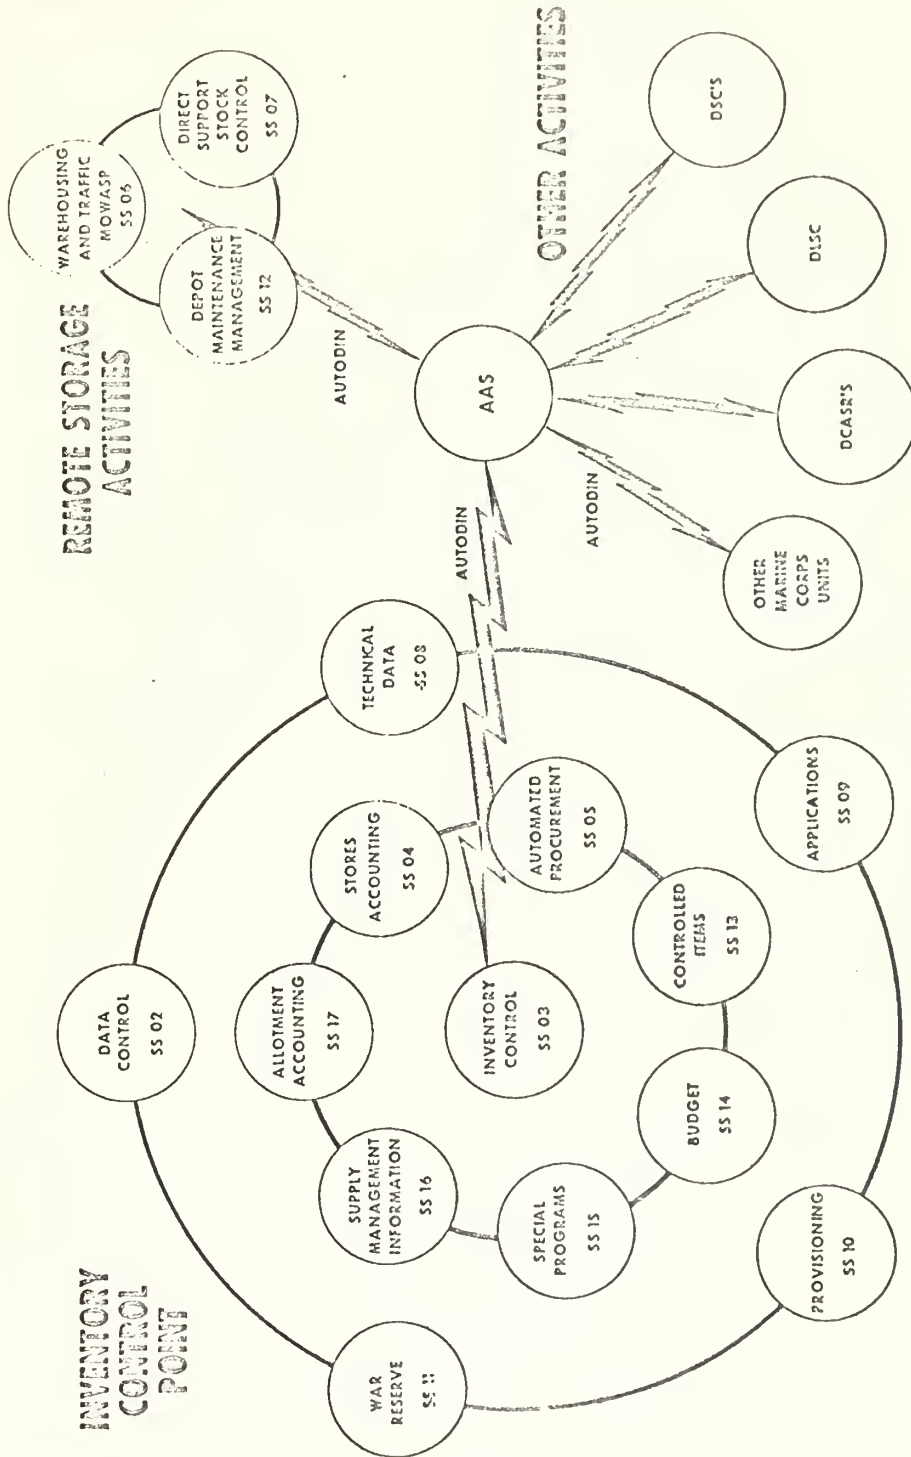 INVENTORY
CONTROL
POINT
DATA
CONTROL
SS 02
WAR
RESERVE
SS 11
TECHNICAL
DATA
-SS 08
APPLICATIONS
SS 09
PROVISIONING
SS 10
ALLOTMENT
ACCOUNTING
SS 17
STORES
ACCOUNTING
SS 04
SUPPLY
MANAGEMENT
INFORMATION
SS 16
SPECIAL
PROGRAMS
SS 15
INVENTORY
CONTROL
SS 03
AUTOMATED
PROCUREMENT
SS 05
CONTROLLED
ITEMS
SS 13
BUDGET
SS 14
AUTODIN
REMOTE STORAGE
ACTIVITIES
WAREHOUSING
AND TRAFFIC
MOWASP
SS 06
DEPOT
MAINTENANCE
MANAGEMENT
SS 12
DIRECT
SUPPORT
STOCK
CONTROL
SS 07
AUTODIN
AAS
OTHER ACTIVITIES
AUTODIN
OTHER
MARINE
CORPS
UNITS
DCASR'S
DLSC
DSC'S